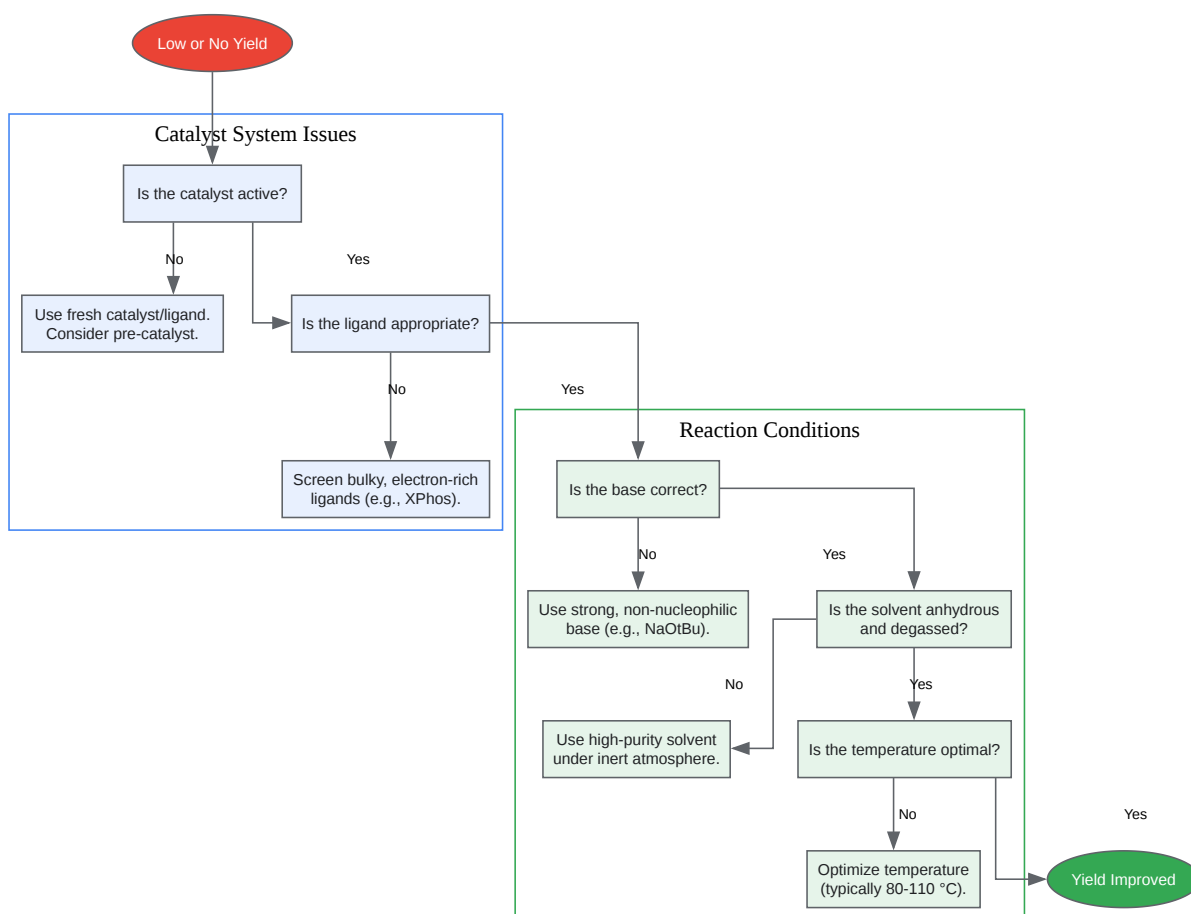 Low or No Yield
Catalyst System Issues
Is the catalyst active?
No
Yes
Use fresh catalyst/ligand.
Consider pre-catalyst.
Is the ligand appropriate?
No
Yes
Screen bulky, electron-rich
ligands (e.g., XPhos).
Reaction Conditions
Is the base correct?
No
Yes
Use strong, non-nucleophilic
base (e.g., NaOtBu).
Is the solvent anhydrous
and degassed?
No
Yes
Use high-purity solvent
under inert atmosphere.
Is the temperature optimal?
No
Yes
Optimize temperature
(typically 80-110 °C).
Yield Improved